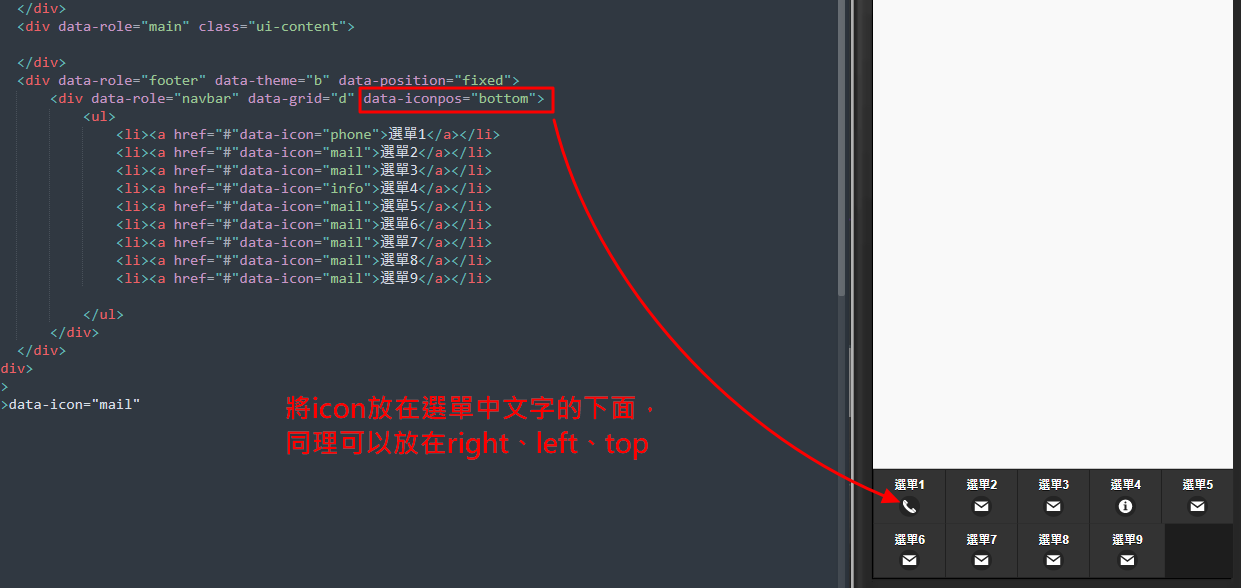 </div>
<div data-role="main" class="ui-content">
</div>
<div data-role="footer" data-theme="b" data-position="fixed">
<div data-role="navbar" data-grid="d" data-iconpos="bottom">
<ul>
<li><a href="#"data-icon="phone">選單1</a></li>
<li><a href="#"data-icon="mail">選單2</a></li>
<li><a href="#"data-icon="mail">選單3</a></li>
<li><a href="#"data-icon="info">選單4</a></li>
<li><a href="#"data-icon="mail">選單5</a></li>
<li><a href="#"data-icon="mail">選單6</a></li>
<li><a href="#"data-icon="mail">選單7</a></li>
<li><a href="#"data-icon="mail">選單8</a></li>
<li><a href="#"data-icon="mail">選單9</a></li>
</ul>
</div>
</div>
div>
>
>data-icon="mail"
將icon放在選單中文字的下面，
同理可以放在right、left、top
選單1 選單2 選單3 選單4 選單5
選單6 選單7 選單8 選單9